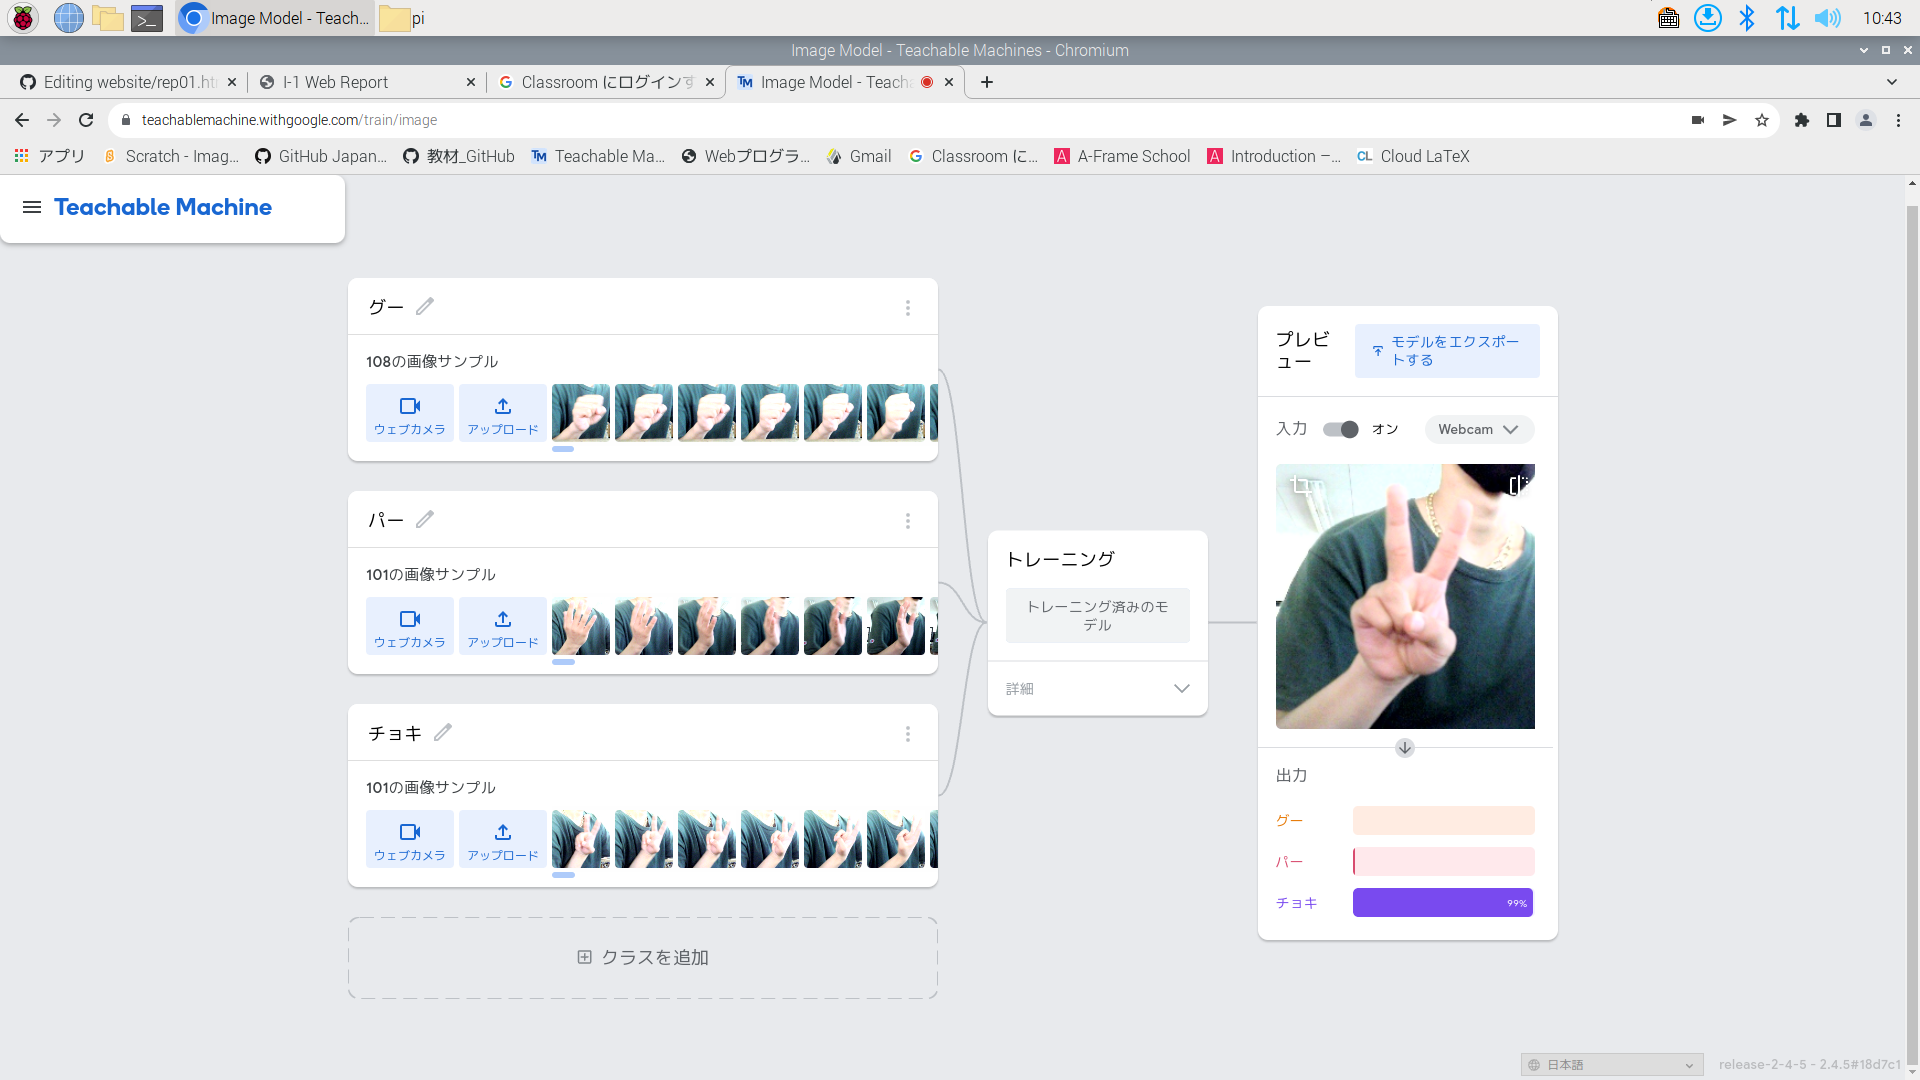 Image Model - Teach...
pi
10:43
Image Model - Teachable Machines - Chromium
Editing website/rep01.ht
I-1 Web Report
Classroom にログインす
Image Model - Teacha
teachablemachine.withgoogle.com/train/image
アプリ
Scratch - Imag...
GitHub Japan...
教材_GitHub
Teachable Ma...
Webプログラ...
Gmail
Classroom に...
A-Frame School
Introduction –...
CL Cloud LaTeX
Teachable Machine
グー
108の画像サンプル
ウェブカメラ
アップロード
パー
101の画像サンプル
ウェブカメラ
アップロード
チョキ
101の画像サンプル
ウェブカメラ
アップロード
クラスを追加
トレーニング
トレーニング済みのモ
デル
詳細
プレビ
ュー
モデルをエクスポー
トする
入力
オン
Webcam
出力
グー
パー
チョキ
99%
日本語
release-2-4-5 - 2.4.5#18d7c1